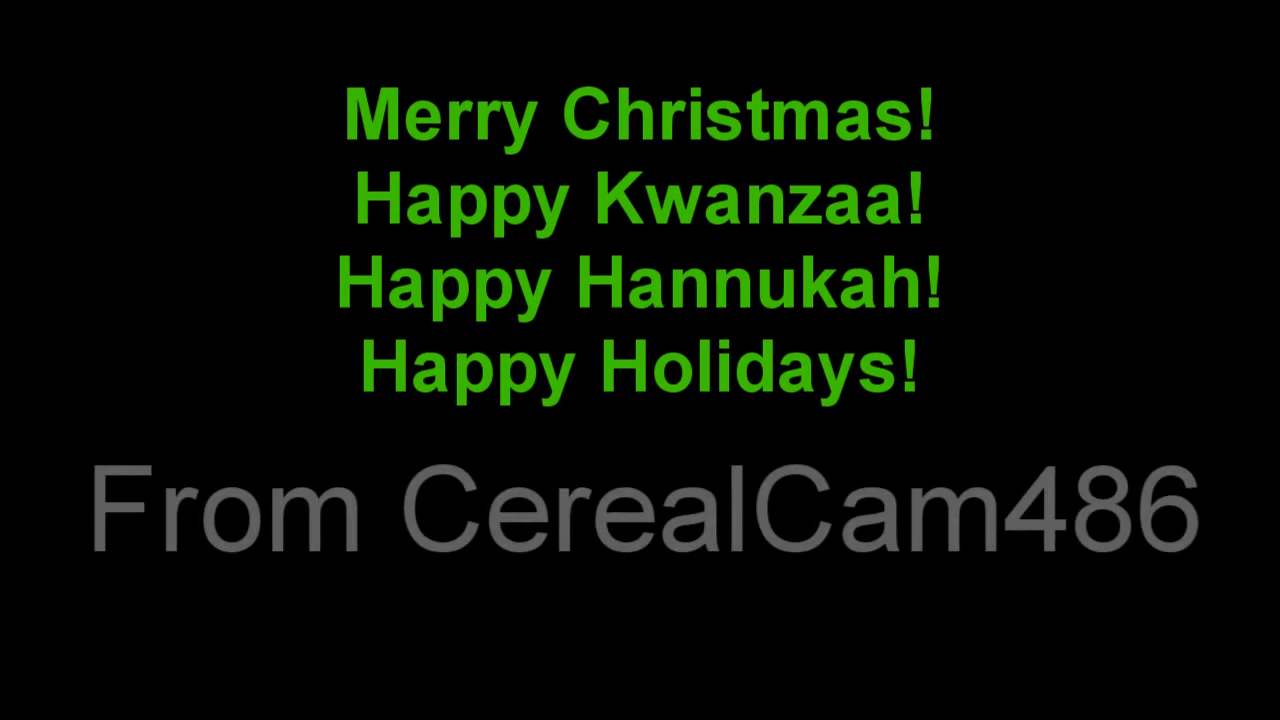 Merry Christmas!
Happy Kwanzaa!
Happy Hannukah!
Happy Holidays!
From CerealCam486